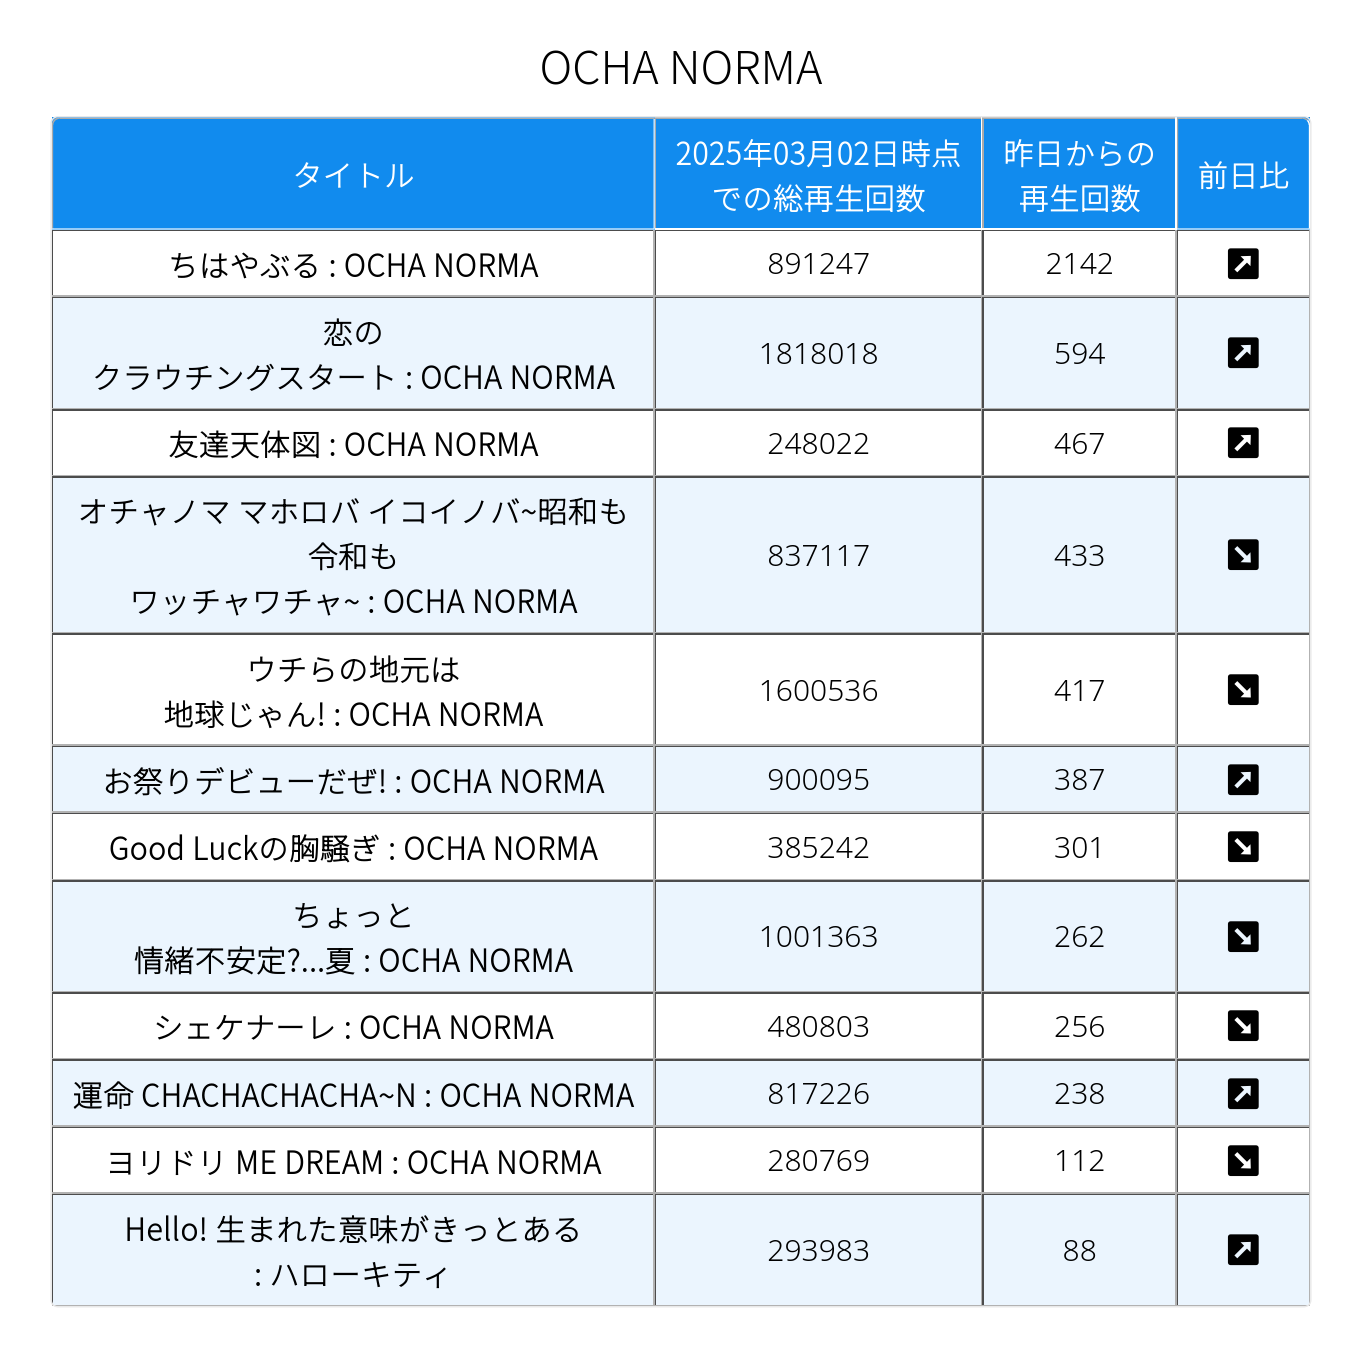 OCHA NORMA
タイトル
2025年03月02日時点
での総再生回数
昨日からの
再生回数
前日比
ちはやぶる : OCHA NORMA
891247
2142
恋の
クラウチングスタート : OCHA NORMA
1818018
594
友達天体図 : OCHA NORMA
248022
467
オチャノマ マホロバ イコイノバ~昭和も
令和も
ワッチャワチャ~ : OCHA NORMA
837117
433
ウチらの地元は
地球じゃん! : OCHA NORMA
1600536
417
お祭りデビューだぜ! : OCHA NORMA
900095
387
Good Luckの胸騒ぎ : OCHA NORMA
385242
301
ちょっと
情緒不安定?...夏 : OCHA NORMA
1001363
262
シェケナーレ : OCHA NORMA
480803
256
運命 CHACHACHACHA~N : OCHA NORMA
817226
238
ヨリドリ ME DREAM : OCHA NORMA
280769
112
Hello! 生まれた意味がきっとある
: ハローキティ
293983
88